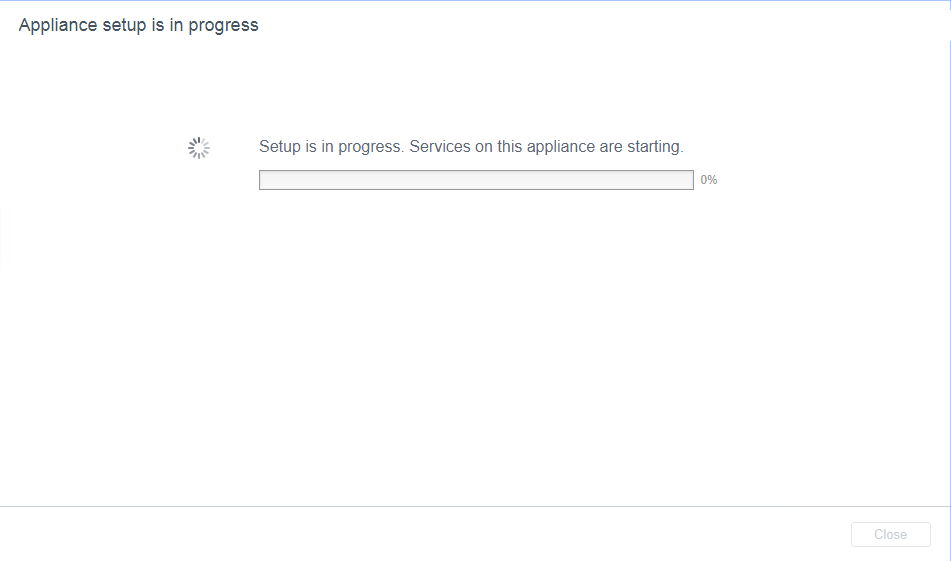 Appliance setup is in progress
Setup is in progress. Services on this appliance are starting.
0%
Close